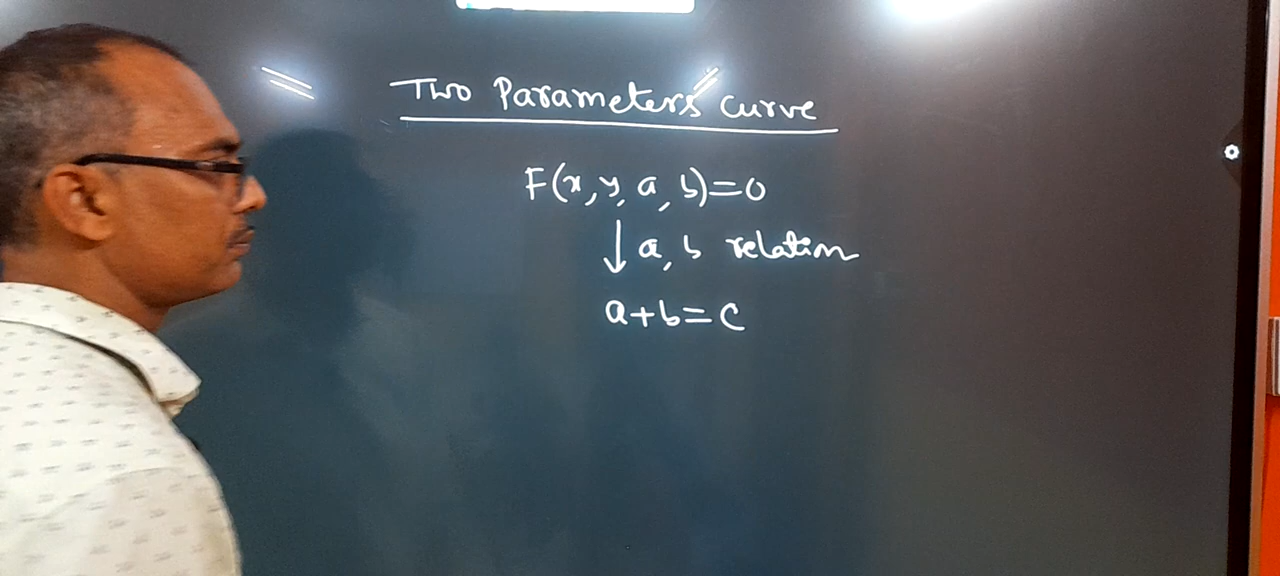 Two Parameters Curve
F(x, y, a, b)=0
↓ a, b relation
a+b=c